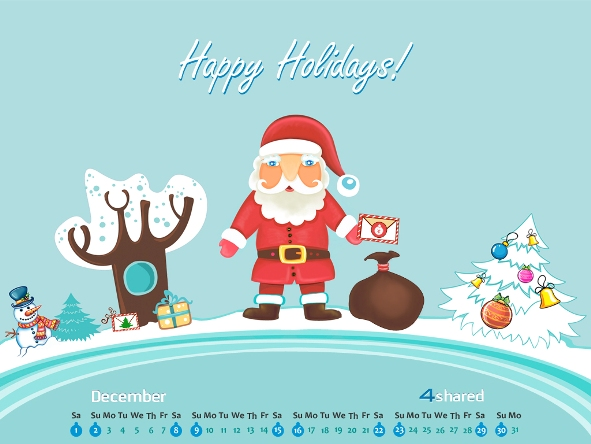 Happy Holidays!
December
4shared
Sa Su Mo Tu We Th Fr Sa Su Mo Tu We Th Fr Sa Su Mo Tu We Th Fr Sa Su Mo Tu We Th Fr Sa Su Mo
1 2 3 4 5 6 7 8 9 10 11 12 13 14 15 16 17 18 19 20 21 22 23 24 25 26 27 28 29 30 31